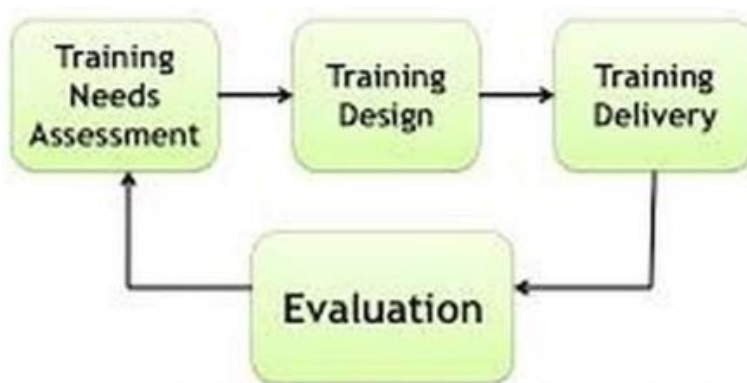 Training
Needs
Assessment
Training
Design
Training
Delivery
Evaluation